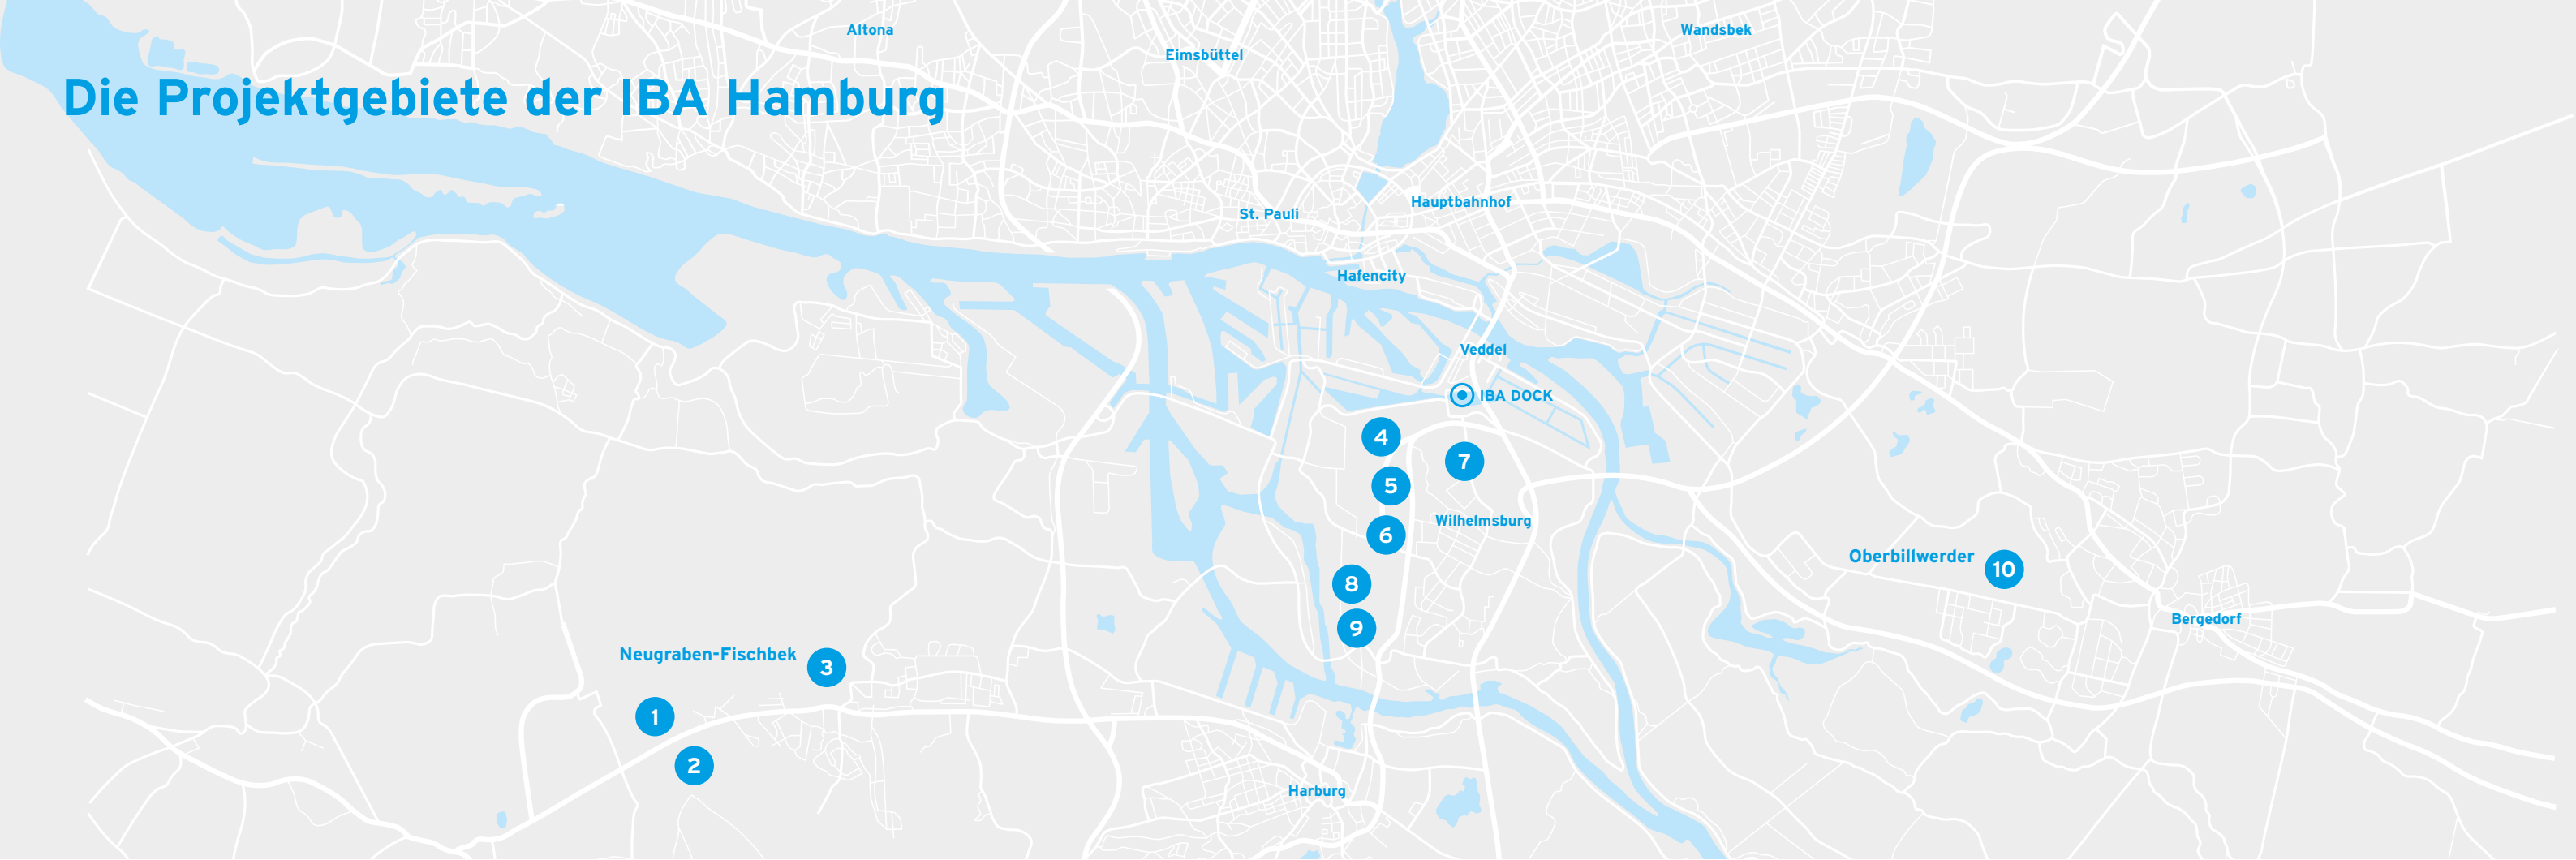 Altona
Wandsbek
Eimsbüttel
Die Projektgebiete der IBA Hamburg
Hauptbahnhof
St. Pauli
Hafencity
Veddel
IBA DOCK
4
7
5
Wilhelmsburg
6
Oberbillwerder
10
8
Bergedorf
9
Neugraben-Fischbek
3
1
2
Harburg